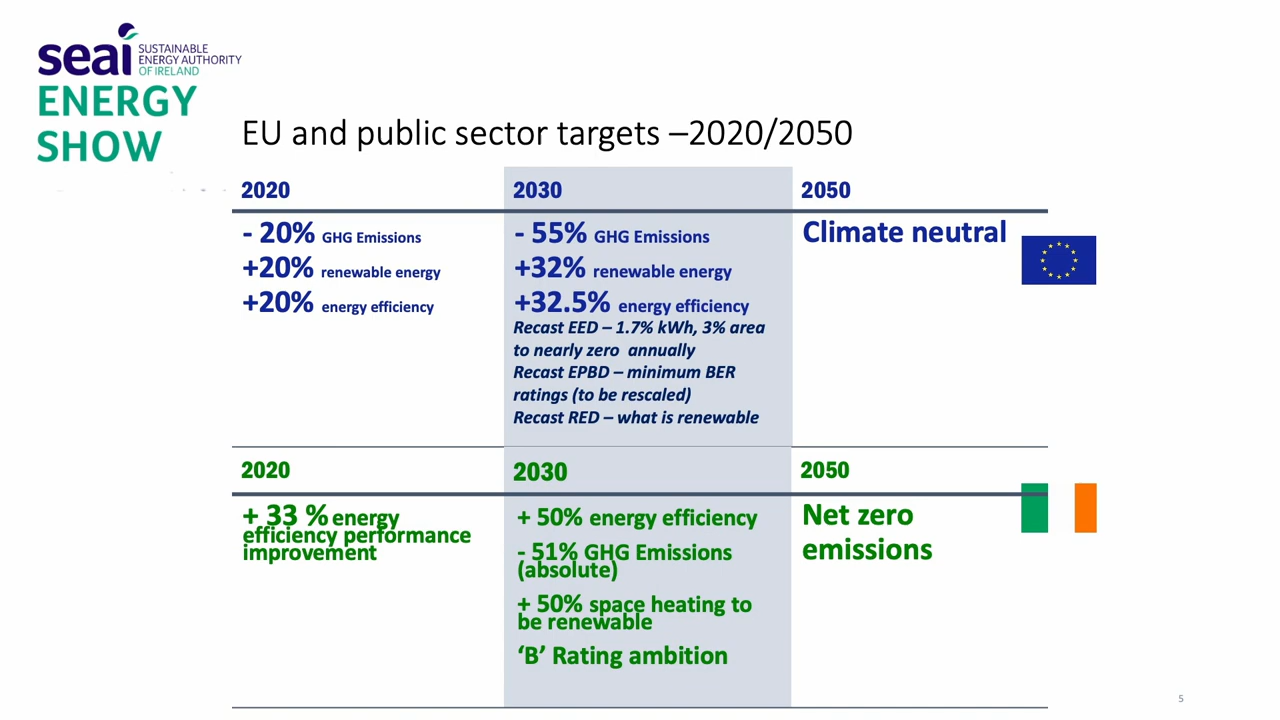 seai SUSTAINABLE
ENERGY AUTHORITY
OF IRELAND
ENERGY
SHOW
EU and public sector targets –2020/2050
2020
2030
2050
- 20% GHG Emissions
+20% renewable energy
+20% energy efficiency
- 55% GHG Emissions
+32% renewable energy
+32.5% energy efficiency
Recast EED – 1.7% kWh, 3% area
to nearly zero annually
Recast EPBD – minimum BER
ratings (to be rescaled)
Recast RED – what is renewable
Climate neutral
2020
2030
2050
+ 33 % energy
efficiency performance
improvement
+ 50% energy efficiency
- 51% GHG Emissions
(absolute)
+ 50% space heating to
be renewable
‘B’ Rating ambition
Net zero
emissions
5